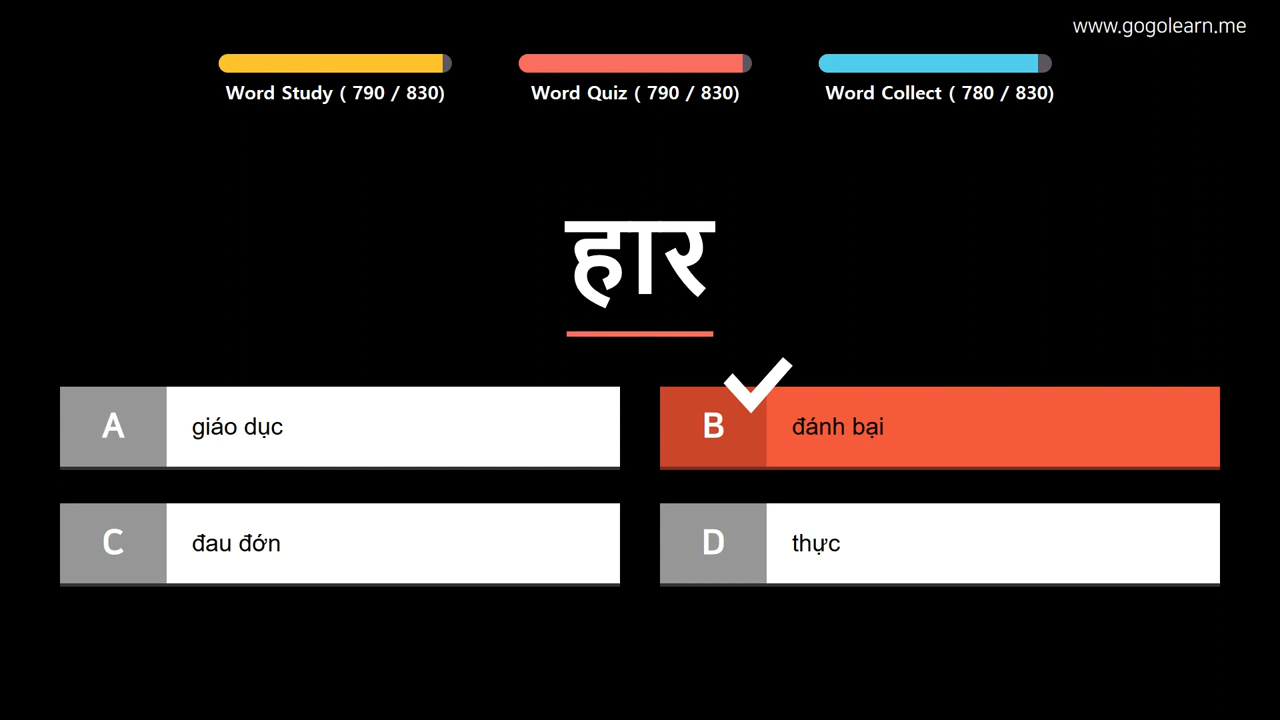 www.gogolearn.me
Word Study ( 790 / 830)
Word Quiz ( 790 / 830)
Word Collect ( 780 / 830)
हार
A giáo dục
B đánh bại
C đau đớn
D thực